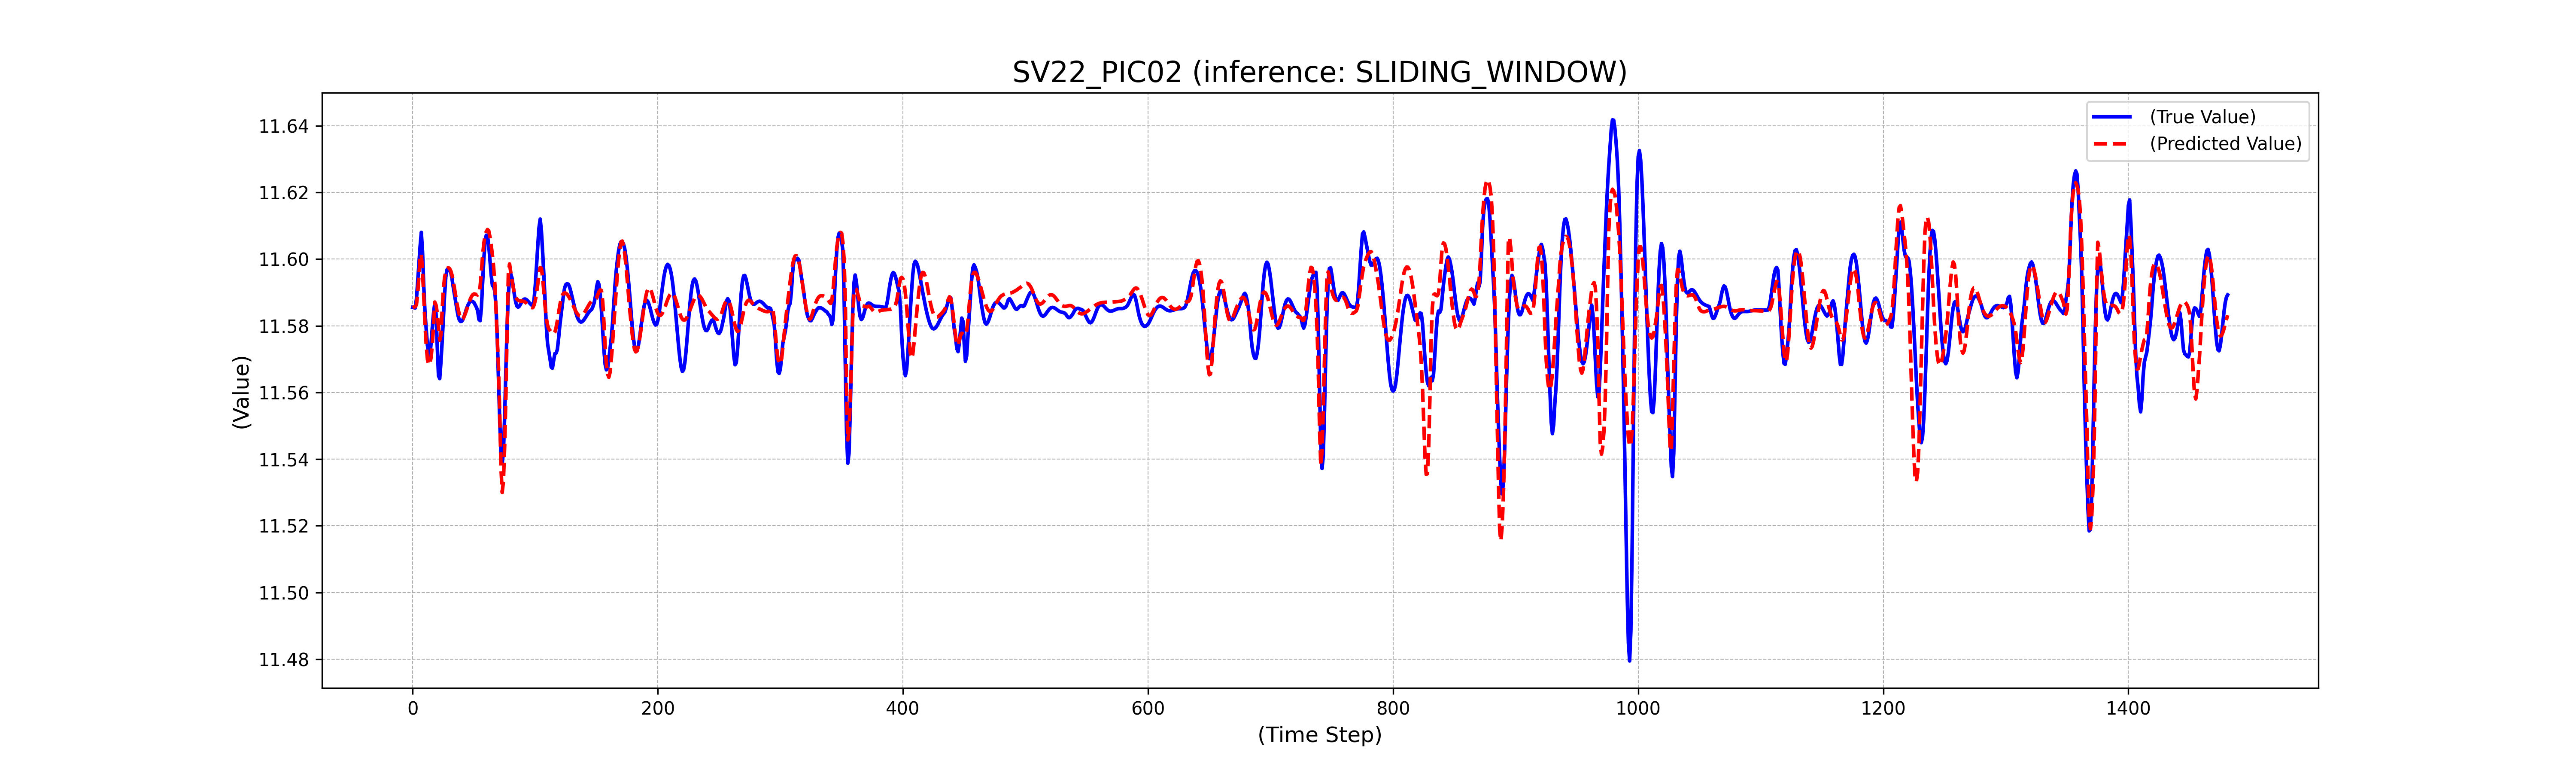 SV22_PIC02 (inference: SLIDING_WINDOW)
(True Value)
(Predicted Value)
11.64
11.62
11.60
11.58
11.56
11.54
11.52
11.50
11.48
(Value)
0 200 400 600 800 1000 1200 1400
(Time Step)